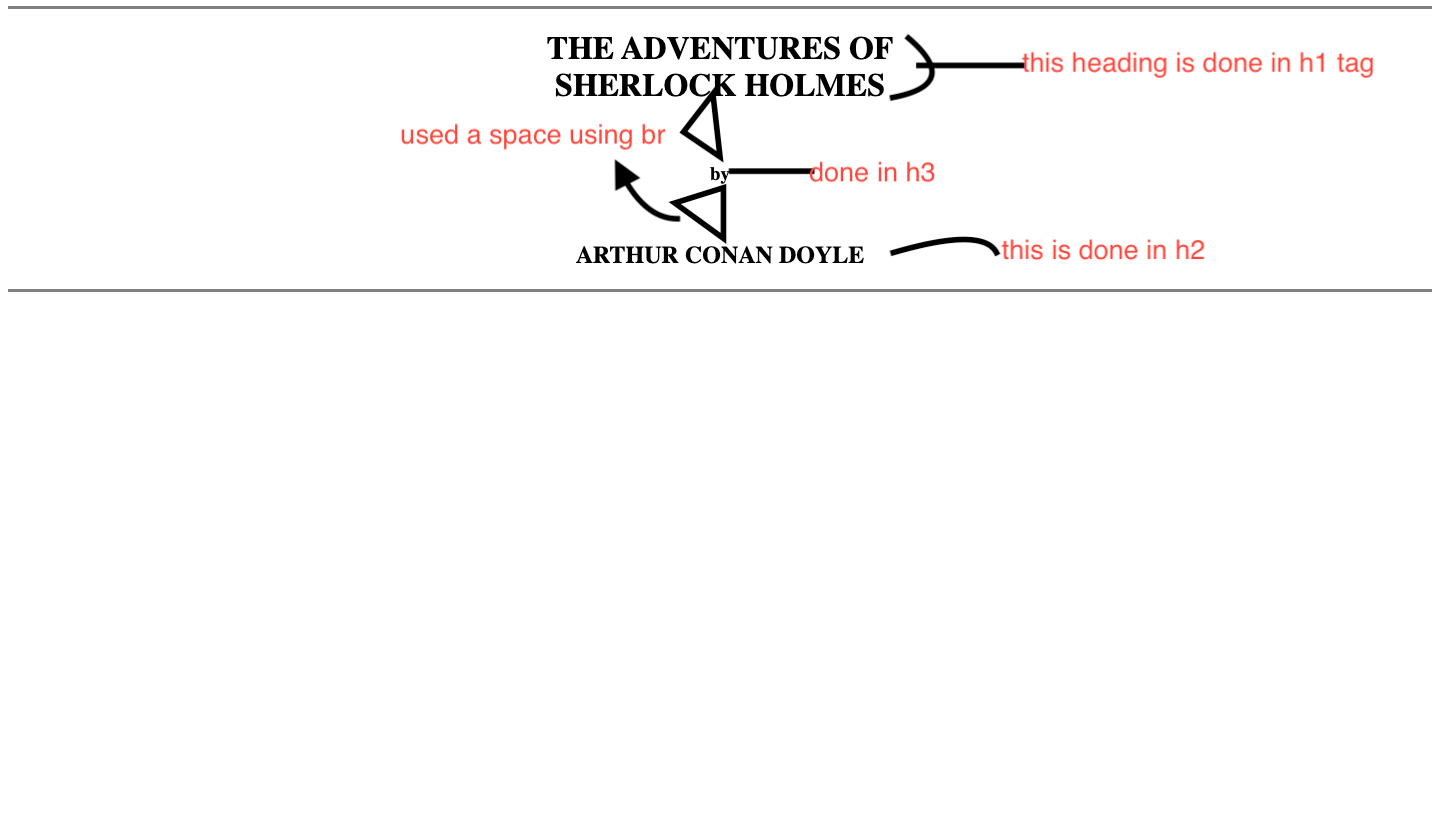 THE ADVENTURES OF
SHERLOCK HOLMES
this heading is done in h1 tag
used a space using br
by
done in h3
ARTHUR CONAN DOYLE
this is done in h2